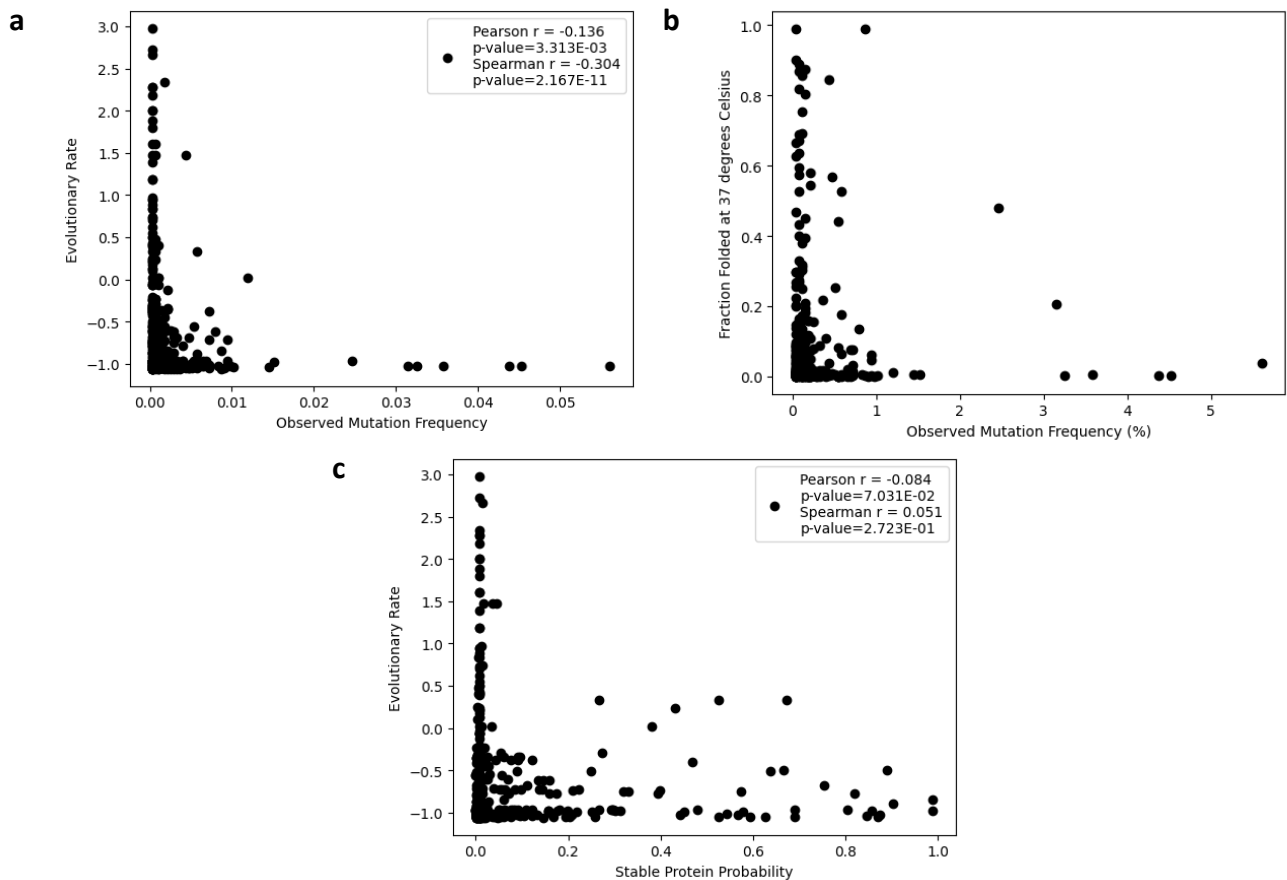 a
3.0
2.5
2.0
1.5
1.0
0.5
0.0
−0.5
−1.0
Evolutionary Rate
Pearson r = -0.136
p-value=3.313E-03
Spearman r = -0.304
p-value=2.167E-11
0.00 0.01 0.02 0.03 0.04 0.05
Observed Mutation Frequency
b
1.0
0.8
0.6
0.4
0.2
0.0
Fraction Folded at 37 degrees Celsius
0 1 2 3 4 5
Observed Mutation Frequency (%)
c
3.0
2.5
2.0
1.5
1.0
0.5
0.0
−0.5
−1.0
Evolutionary Rate
Pearson r = -0.084
p-value=7.031E-02
Spearman r = 0.051
p-value=2.723E-01
0.0 0.2 0.4 0.6 0.8 1.0
Stable Protein Probability